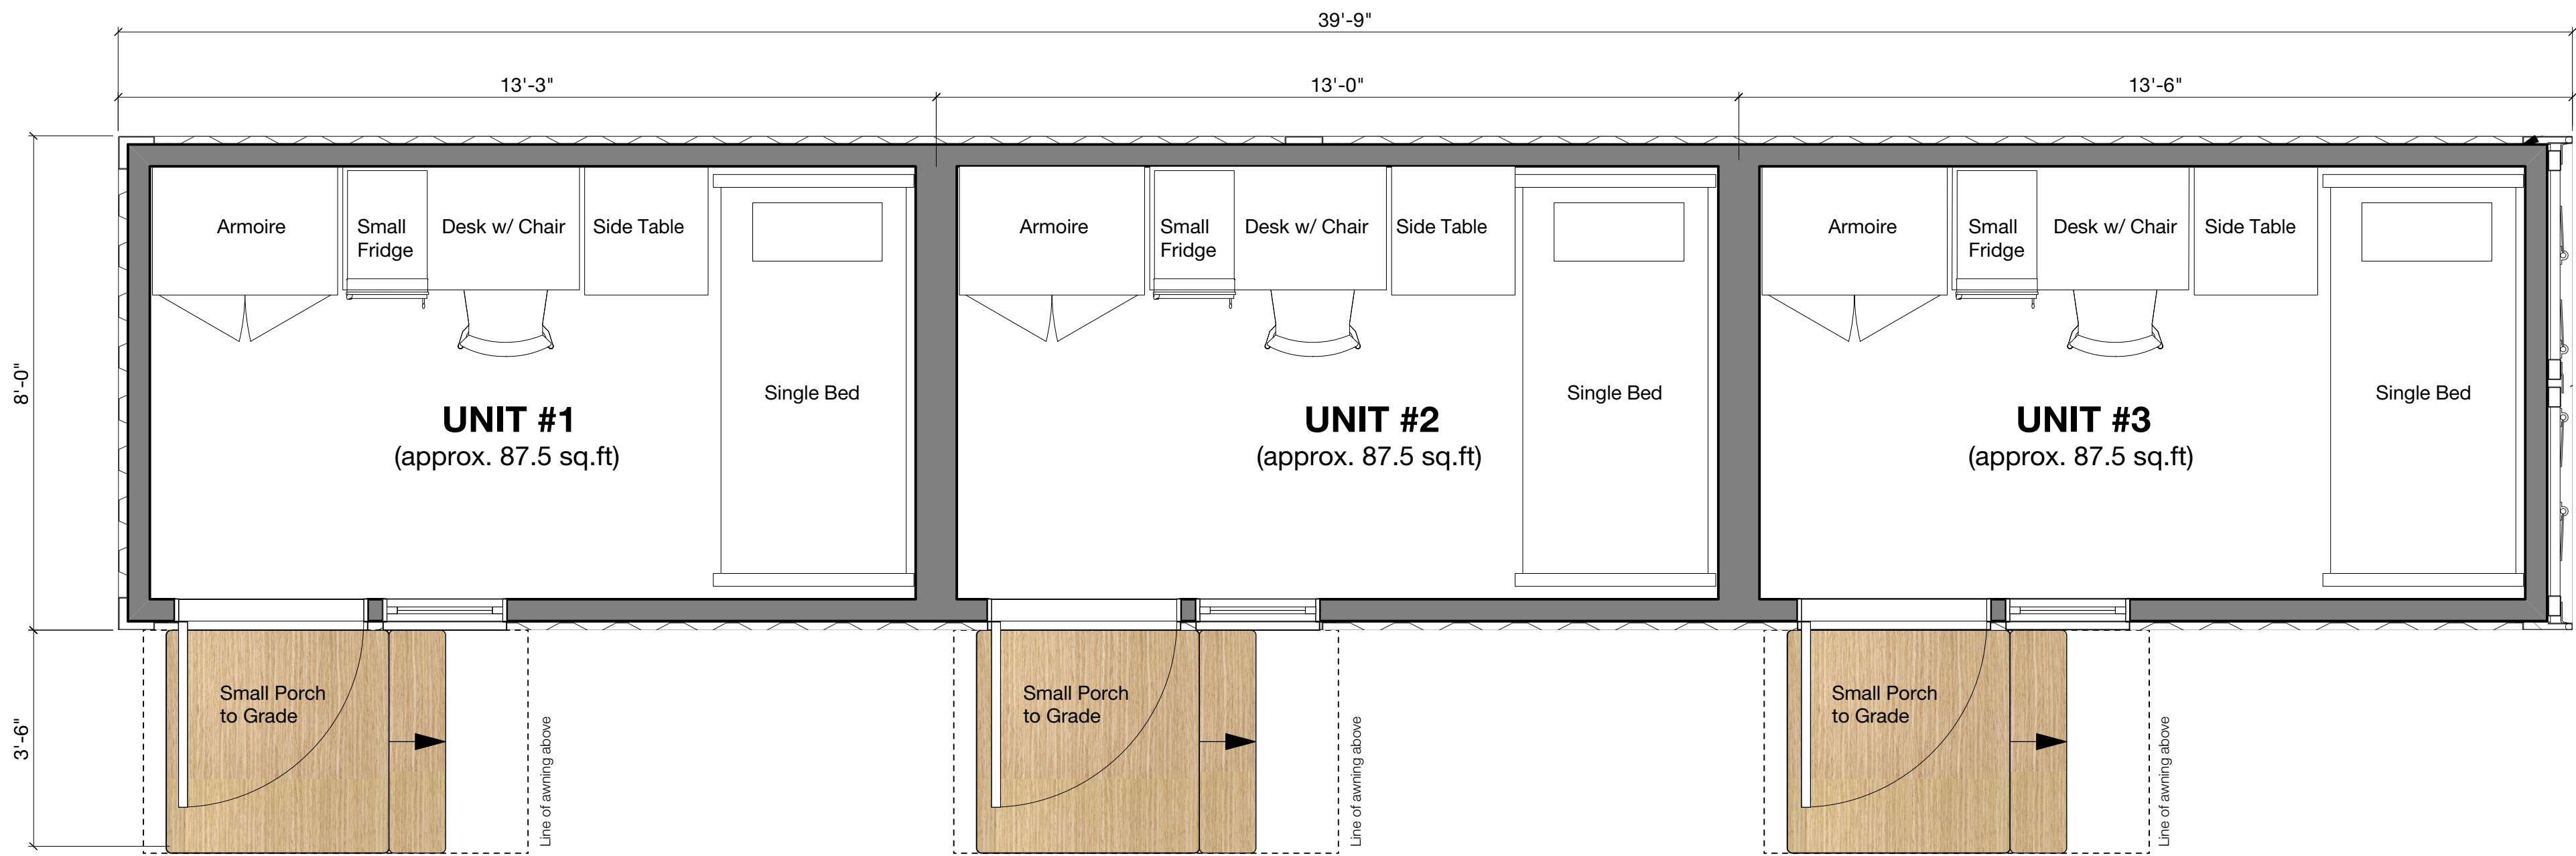 39'-9"
13'-3"
13'-0"
13'-6"
8'-0"
Armoire
Small
Fridge
Desk w/ Chair
Side Table
Single Bed
UNIT #1
(approx. 87.5 sq.ft)
Armoire
Small
Fridge
Desk w/ Chair
Side Table
Single Bed
UNIT #2
(approx. 87.5 sq.ft)
Armoire
Small
Fridge
Desk w/ Chair
Side Table
Single Bed
UNIT #3
(approx. 87.5 sq.ft)
3'-6"
Small Porch
to Grade
Line of awning above
Small Porch
to Grade
Line of awning above
Small Porch
to Grade
Line of awning above